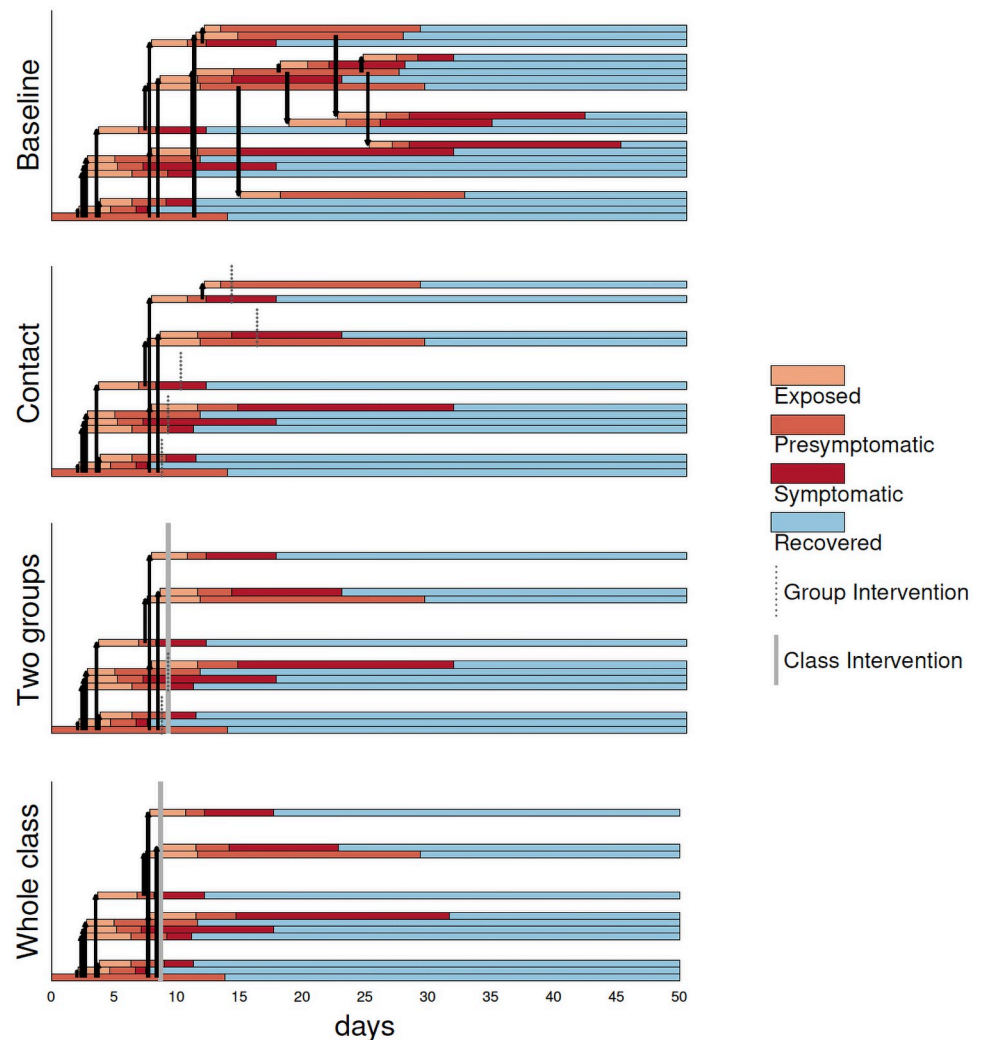 Baseline
Contact
Two groups
Whole class
Exposed
Presymptomatic
Symptomatic
Recovered
Group Intervention
Class Intervention
0 5 10 15 20 25 30 35 40 45 50
days